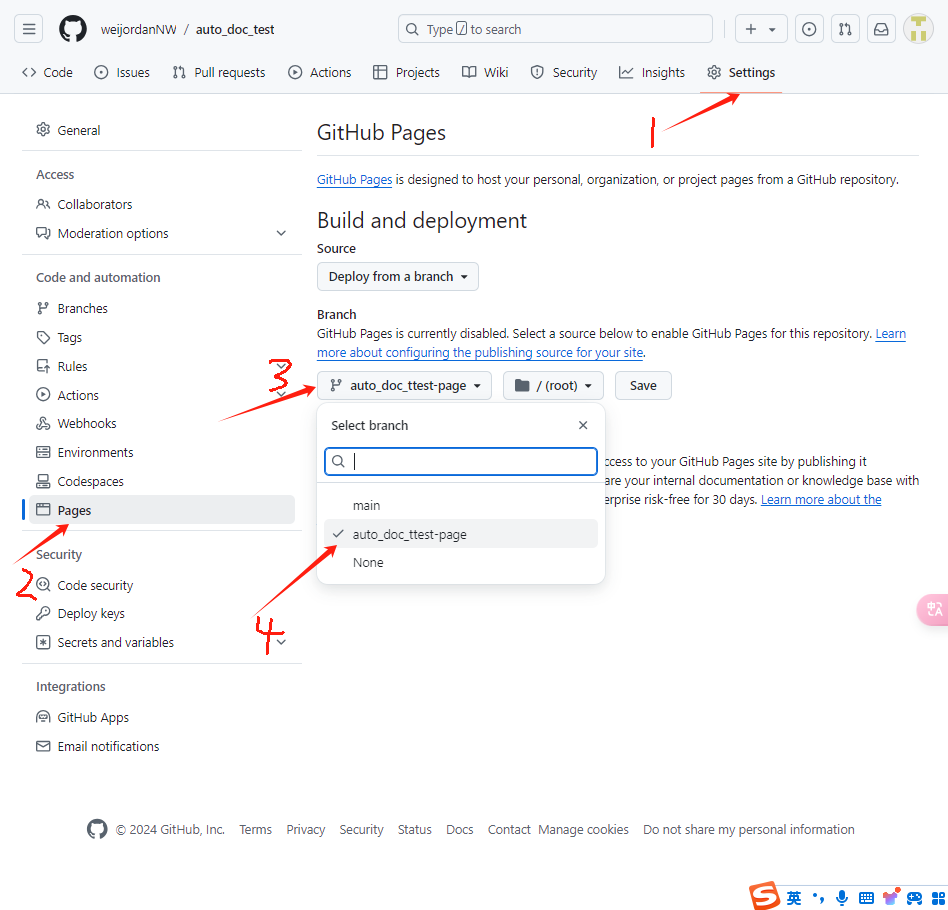 weijordanNW / auto_doc_test
Type / to search
Code
Issues
Pull requests
Actions
Projects
Wiki
Security
Insights
Settings
1
General
Access
Collaborators
Moderation options
Code and automation
Branches
Tags
Rules
Actions
Webhooks
Environments
Codespaces
Pages
2
Security
Code security
Deploy keys
Secrets and variables
Integrations
GitHub Apps
Email notifications
GitHub Pages
GitHub Pages is designed to host your personal, organization, or project pages from a GitHub repository.
Build and deployment
Source
Deploy from a branch
Branch
GitHub Pages is currently disabled. Select a source below to enable GitHub Pages for this repository. Learn
more about configuring the publishing source for your site.
3
auto_doc_ttest-page
/ (root)
Save
Select branch
main
auto_doc_ttest-page
None
4
ccess to your GitHub Pages site by publishing it
are your internal documentation or knowledge base with
erprise risk-free for 30 days. Learn more about the
中A
© 2024 GitHub, Inc.
Terms
Privacy
Security
Status
Docs
Contact
Manage cookies
Do not share my personal information
S
英